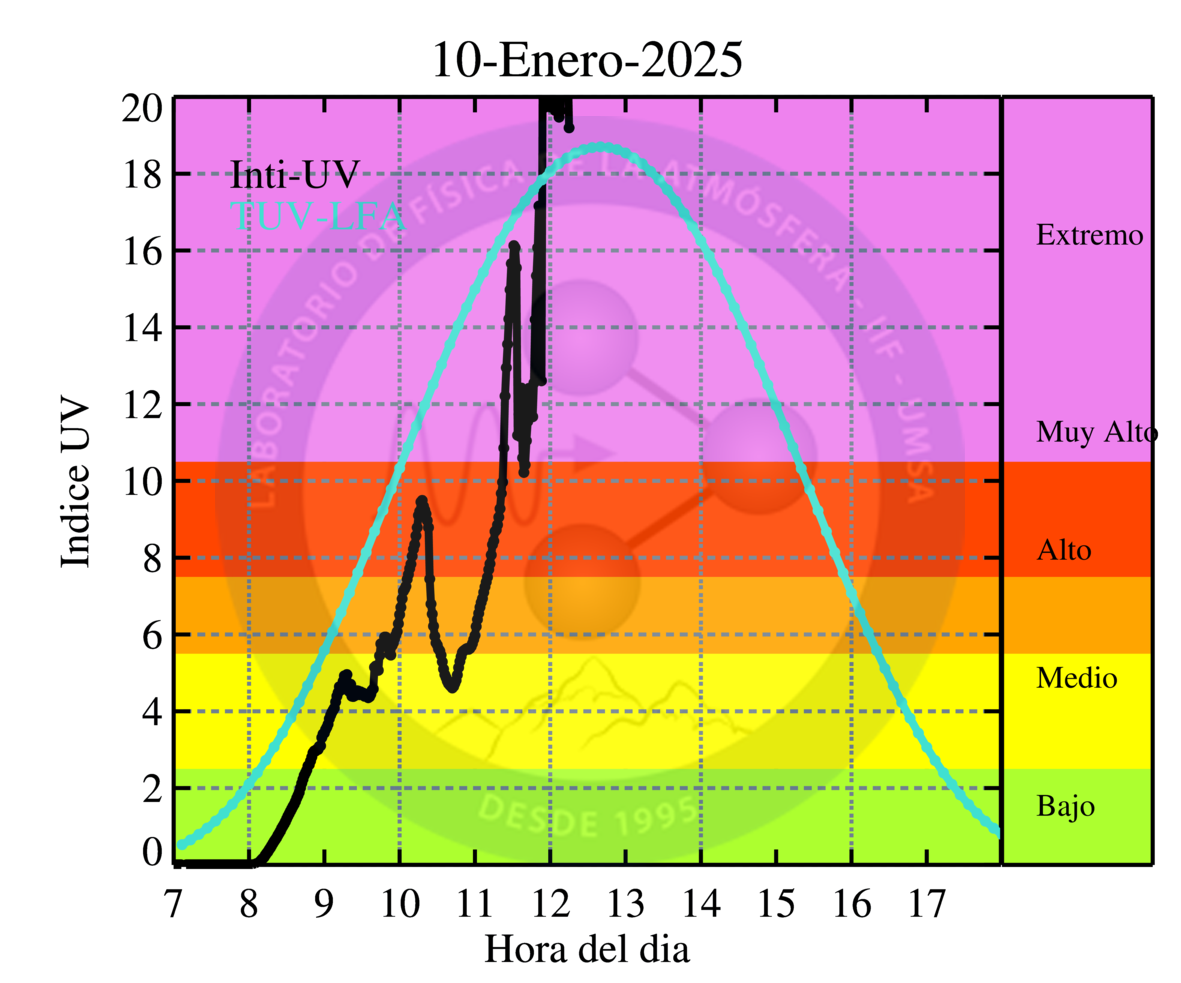 10-Enero-2025
Inti-UV
TUV-LFA
Indice UV
20
18
16
14
12
10
8
6
4
2
0
7 8 9 10 11 12 13 14 15 16 17
Hora del dia
Extremo
Muy Alto
Alto
Medio
Bajo
LABORATORIO DE FÍSICA DE LA ATMÓSFERA - IIF - UMSA
DESDE 1995